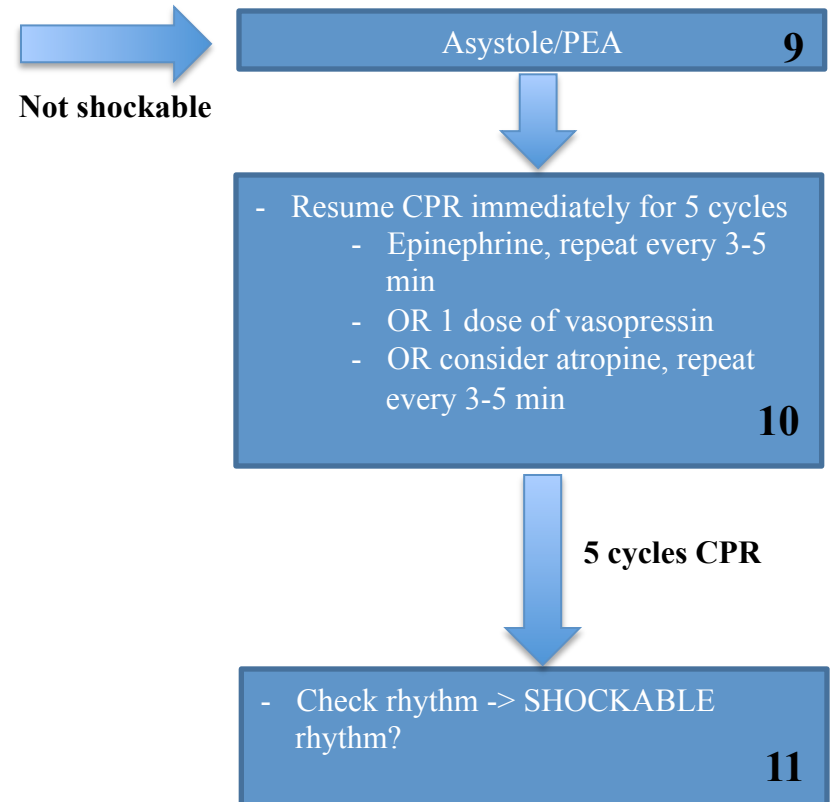 Asystole/PEA 9
Not shockable
- Resume CPR immediately for 5 cycles
- Epinephrine, repeat every 3-5
min
- OR 1 dose of vasopressin
- OR consider atropine, repeat
every 3-5 min
10
5 cycles CPR
- Check rhythm -> SHOCKABLE
rhythm?
11